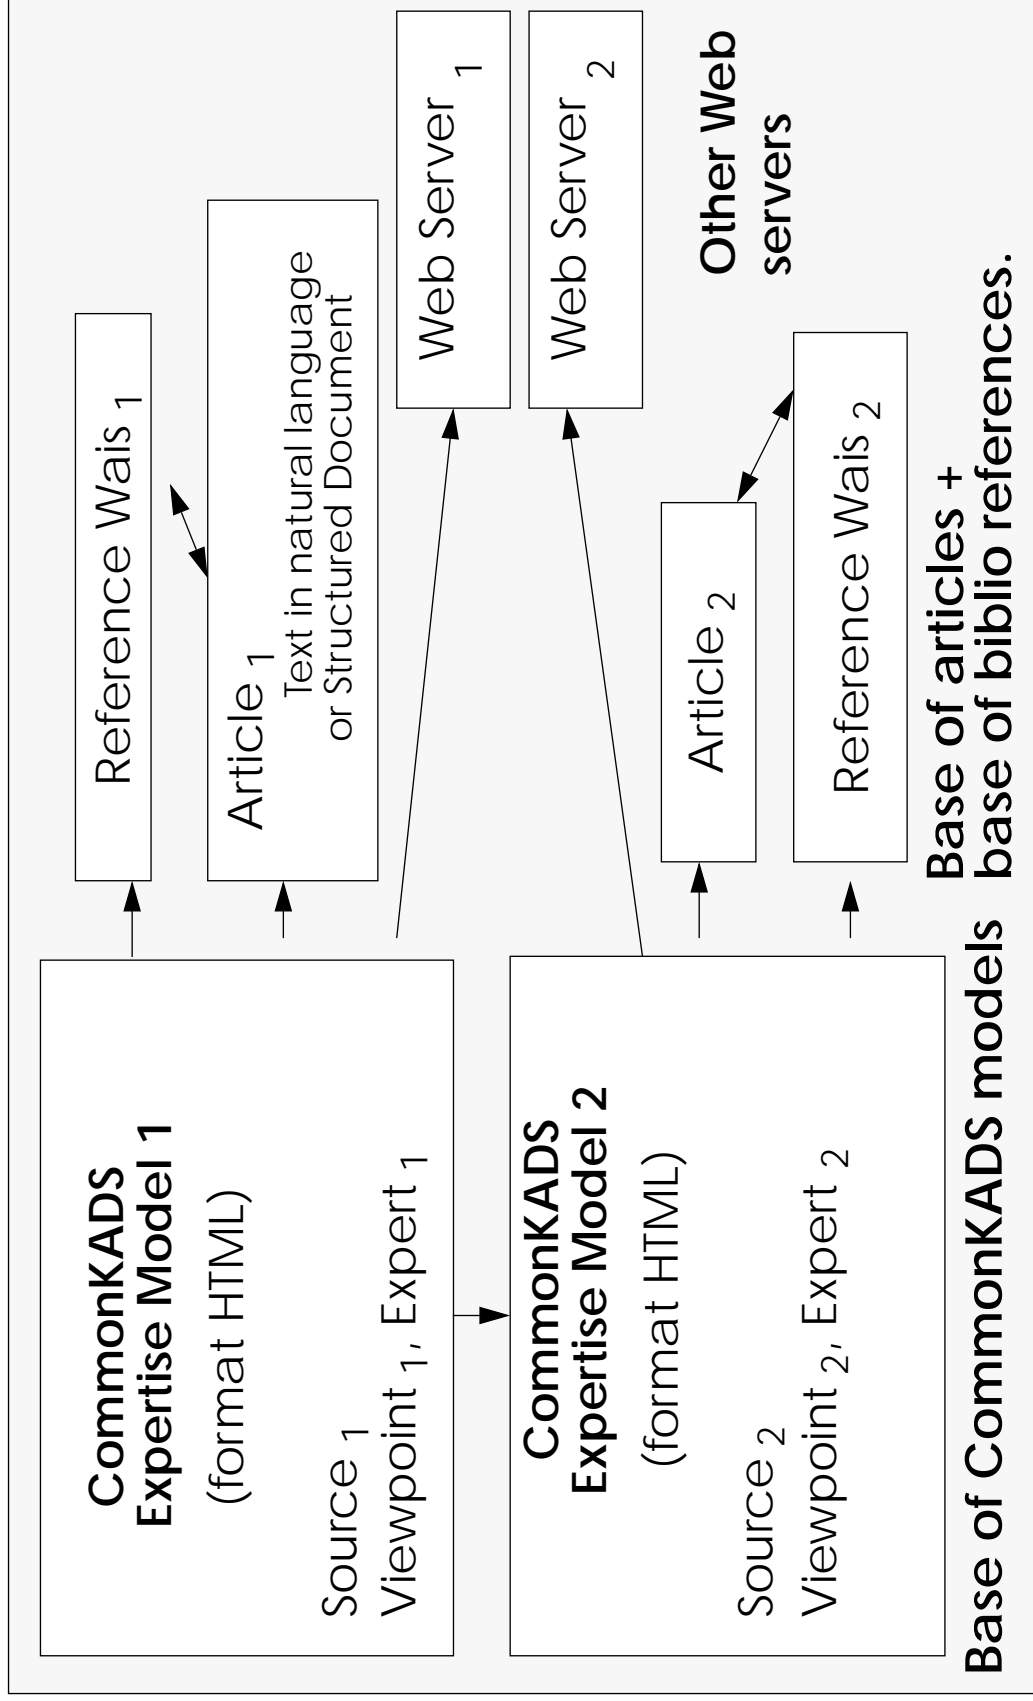 CommonKADS
Expertise Model 1
(format HTML)
Source 1
Viewpoint 1, Expert 1
Reference Wais 1
Article 1
Text in natural language
or Structured Document
Web Server 1
Web Server 2
Other Web
servers
CommonKADS
Expertise Model 2
(format HTML)
Source 2
Viewpoint 2, Expert 2
Article 2
Reference Wais 2
Base of CommonKADS models
Base of articles +
base of biblio references.